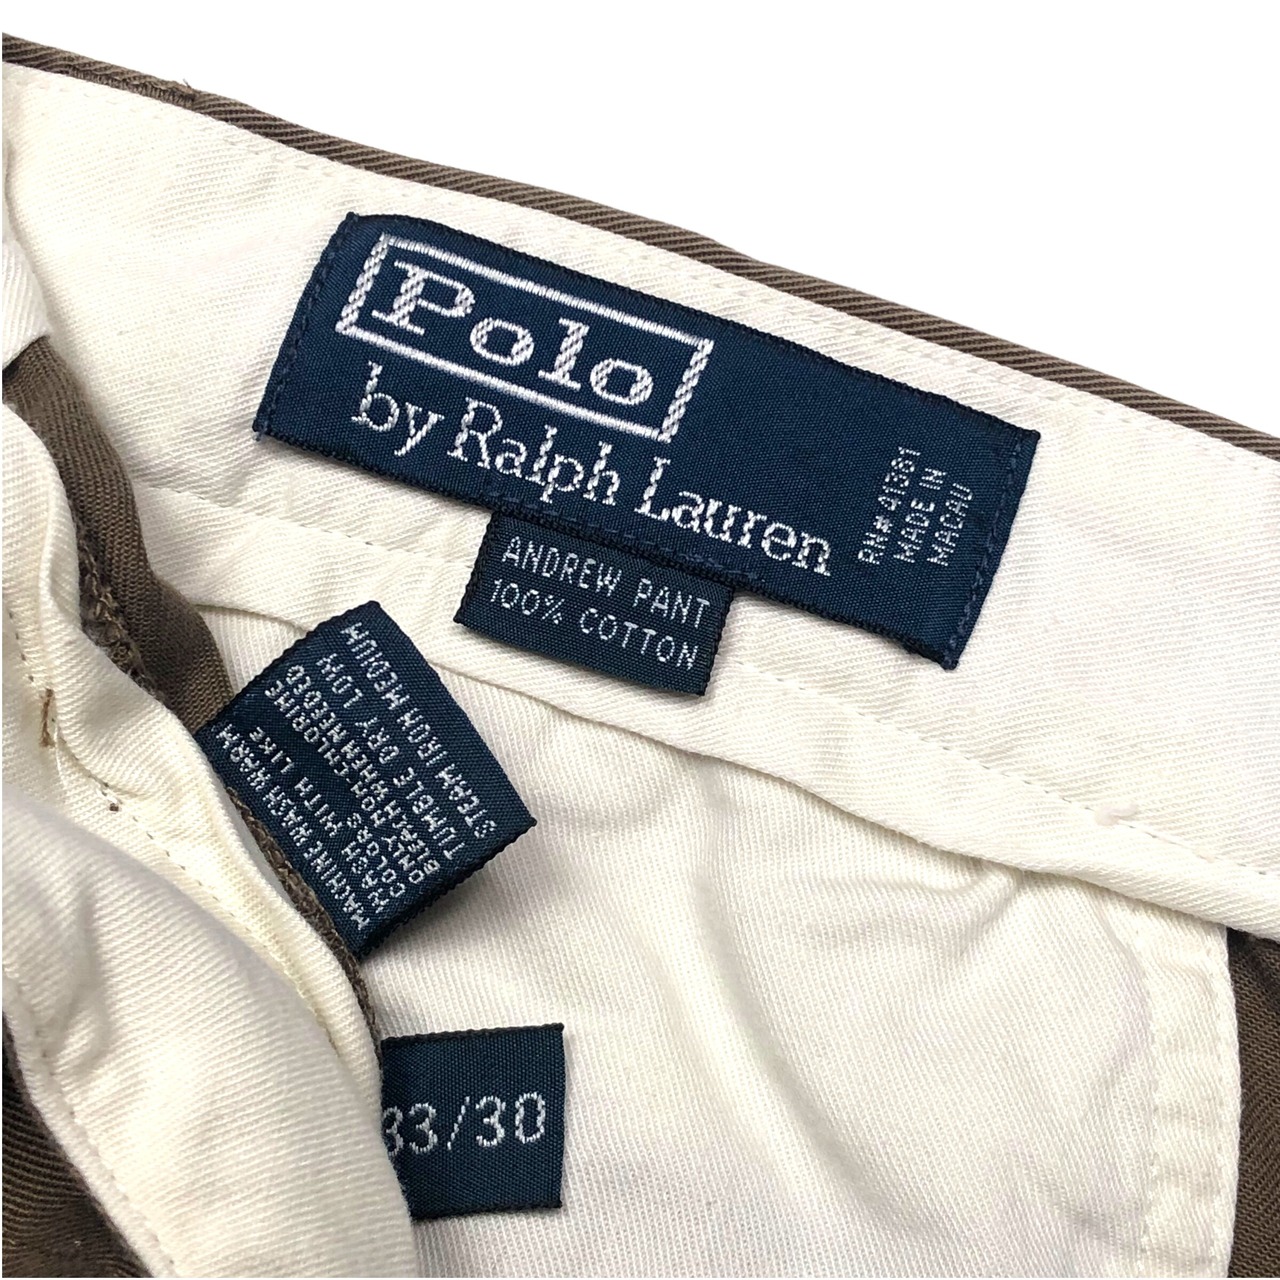 Polo
by Ralph Lauren
RN# 41381
MADE IN
MACAU
ANDREW PANT
100% COTTON
MACHINE WASH WARM
WASH WITH LIKE
COLORS
ONLY NON-CHLORINE
BLEACH WHEN NEEDED
TUMBLE DRY LOW
STEAM IRON MEDIUM
33/30